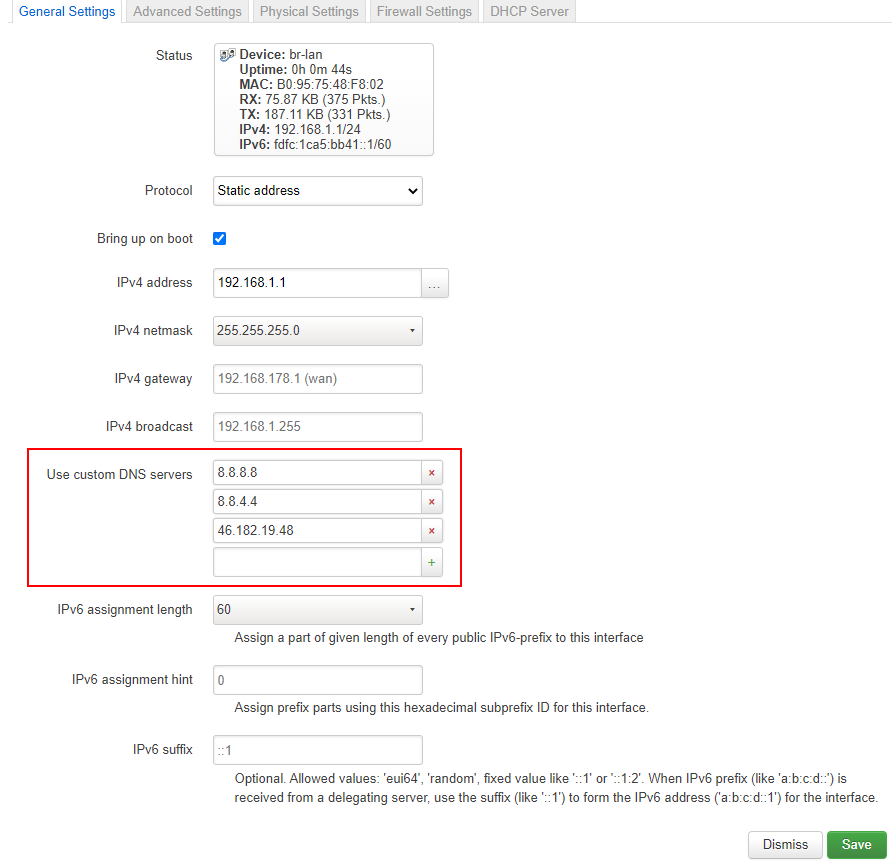 General Settings Advanced Settings Physical Settings Firewall Settings DHCP Server
Status
Device: br-lan
Uptime: 0h 0m 44s
MAC: B0:95:75:48:F8:02
RX: 75.87 KB (375 Pkts.)
TX: 187.11 KB (331 Pkts.)
IPv4: 192.168.1.1/24
IPv6: fdfc:1ca5:bb41::1/60
Protocol Static address
Bring up on boot
IPv4 address 192.168.1.1 ...
IPv4 netmask 255.255.255.0
IPv4 gateway 192.168.178.1 (wan)
IPv4 broadcast 192.168.1.255
Use custom DNS servers 8.8.8.8 ×
8.8.4.4 ×
46.182.19.48 ×
+
IPv6 assignment length 60
Assign a part of given length of every public IPv6-prefix to this interface
IPv6 assignment hint 0
Assign prefix parts using this hexadecimal subprefix ID for this interface.
IPv6 suffix ::1
Optional. Allowed values: 'eui64', 'random', fixed value like '::1' or '::1:2'. When IPv6 prefix (like 'a:b:c:d::') is
received from a delegating server, use the suffix (like '::1') to form the IPv6 address ('a:b:c:d::1') for the interface.
Dismiss Save